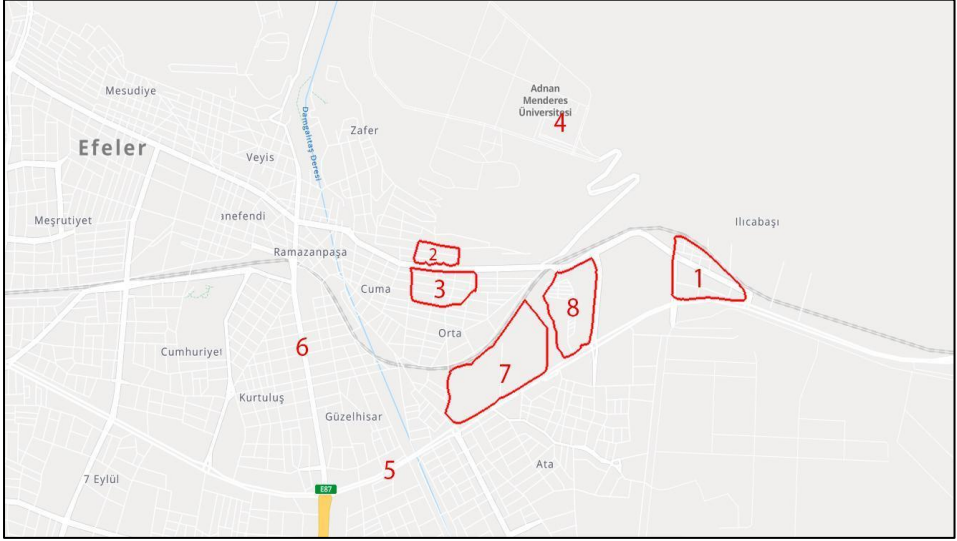 Adnan
Menderes
Üniversitesi
4
Mesudiye
Damgalıtaş Deresi
Zafer
Efeler
Veyis
Meşrutiyet
anefendi
Ilıcabaşı
Ramazanpaşa
2
1
Cuma
3
8
Orta
6
Cumhuriyet
7
Kurtuluş
Güzelhisar
5
Ata
7 Eylül
E87